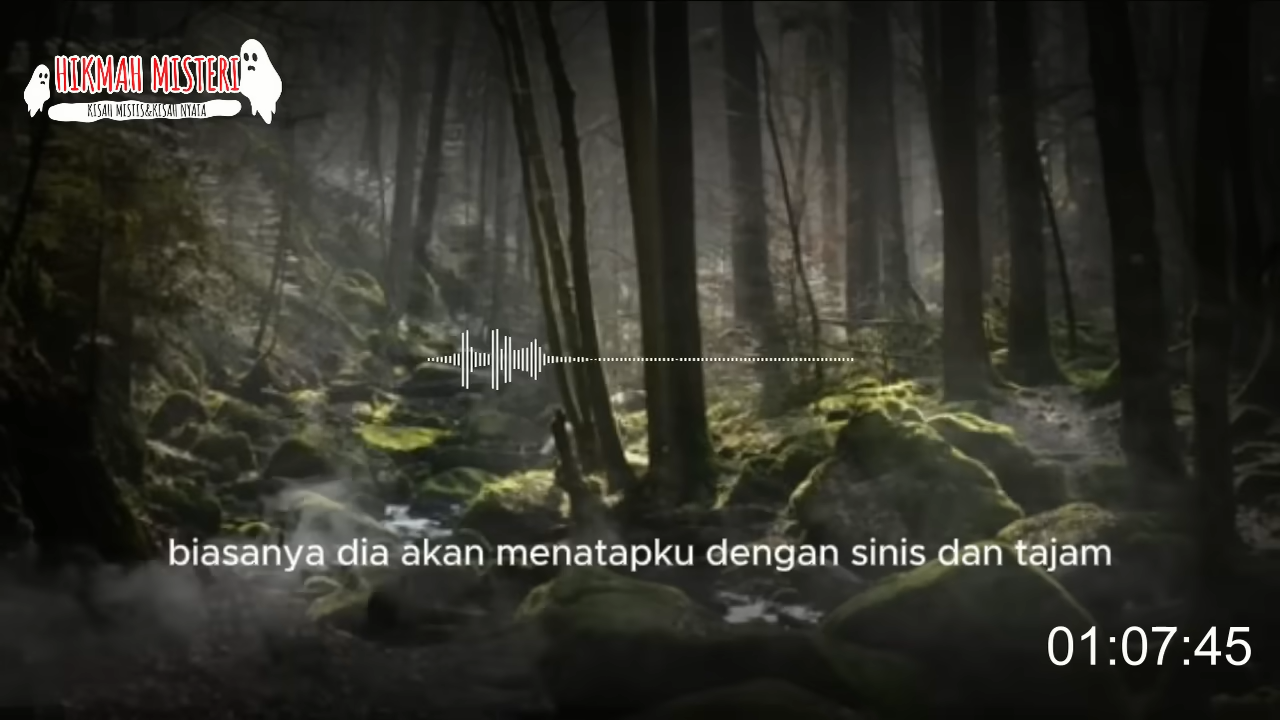 HIKMAH MISTERI
KISAH MISTIS&KISAH NYATA
biasanya dia akan menatapku dengan sinis dan tajam
01:07:45